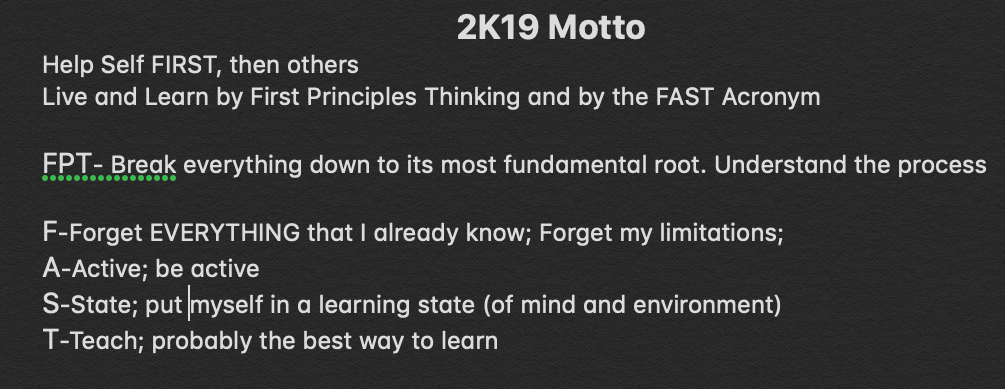 2K19 Motto
Help Self FIRST, then others
Live and Learn by First Principles Thinking and by the FAST Acronym
FPT- Break everything down to its most fundamental root. Understand the process
F-Forget EVERYTHING that I already know; Forget my limitations;
A-Active; be active
S-State; put myself in a learning state (of mind and environment)
T-Teach; probably the best way to learn